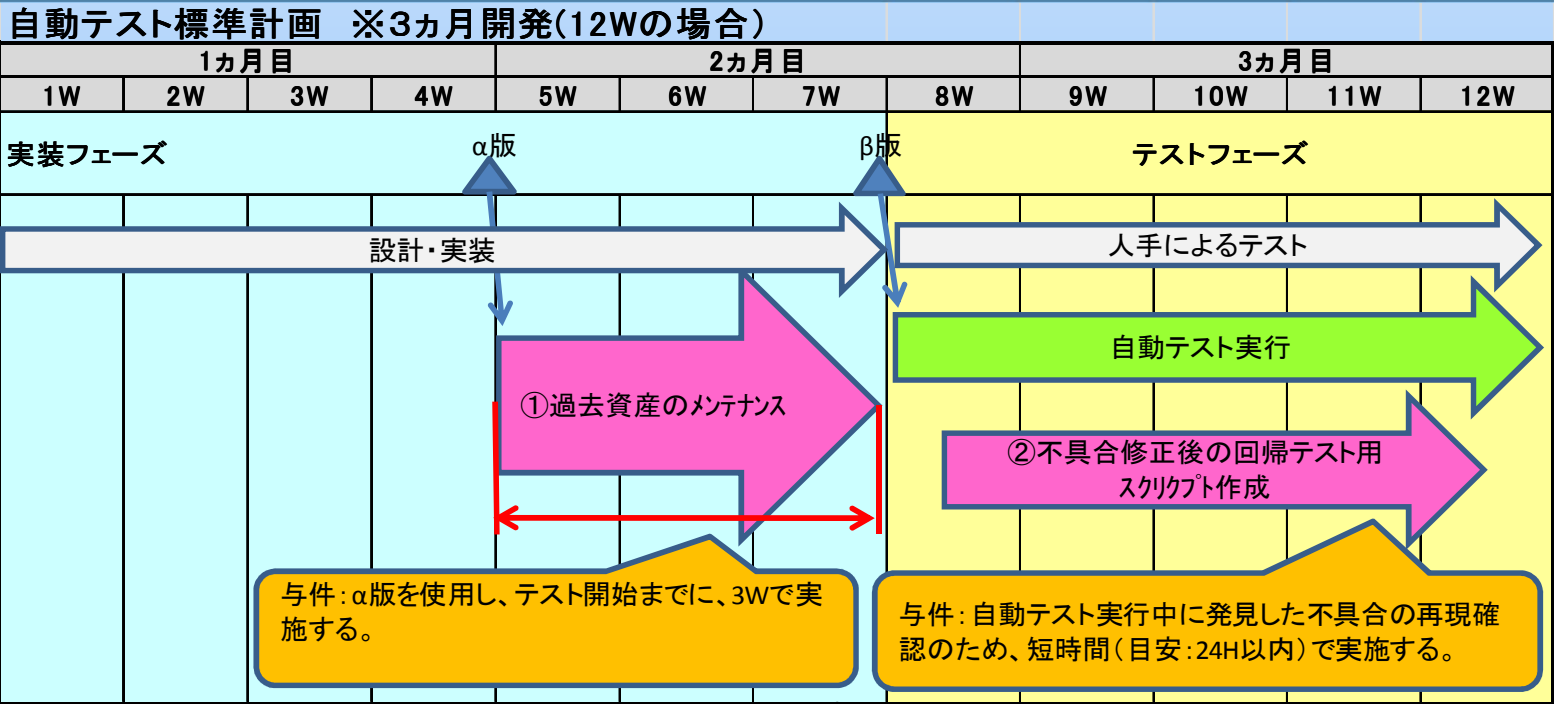 自動テスト標準計画　※３ヵ月開発(12Wの場合）
1ヵ月目 2ヵ月目 3ヵ月目
1W 2W 3W 4W 5W 6W 7W 8W 9W 10W 11W 12W
実装フェーズ
α版
β版
テストフェーズ
設計・実装
人手によるテスト
自動テスト実行
①過去資産のﾒﾝﾃﾅﾝｽ
②不具合修正後の回帰テスト用
ｽｸﾘｸﾌﾟﾄ作成
与件：α版を使用し、テスト開始までに、3Wで実
施する。
与件：自動テスト実行中に発見した不具合の再現確
認のため、短時間（目安：24H以内）で実施する。